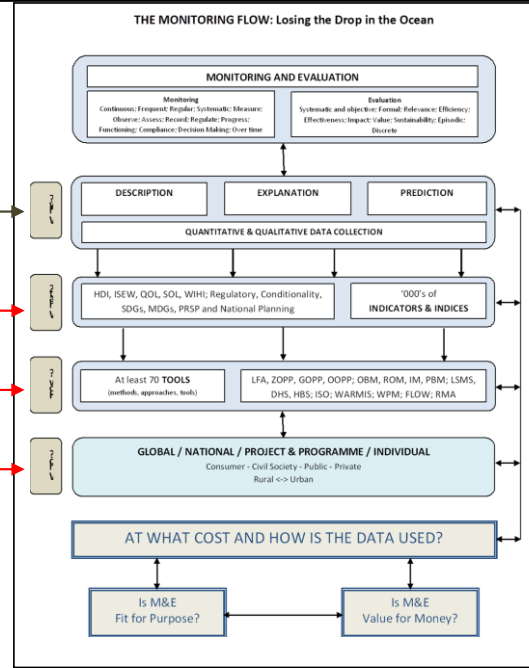 THE MONITORING FLOW: Losing the Drop in the Ocean
MONITORING AND EVALUATION
Monitoring
Continuous; Frequent; Regular; Systematic; Measure;
Observe; Assess; Record; Regulate; Progress;
Functioning; Compliance; Decision Making; Over time
Evaluation
Systematic and objective; Formal; Relevance; Efficiency;
Effectiveness; Impact; Value; Sustainability; Episodic;
Discrete
DESCRIPTION
EXPLANATION
PREDICTION
QUANTITATIVE & QUALITATIVE DATA COLLECTION
HDI, ISEW, QOL, SOL, WIHI; Regulatory, Conditionality,
SDGs, MDGs, PRSP and National Planning
'000's of
INDICATORS & INDICES
At least 70 TOOLS
(methods, approaches, tools)
LFA, ZOPP, GOPP, OOPP; OBM, ROM, IM, PBM; LSMS,
DHS, HBS; ISO; WARMIS; WPM; FLOW; RMA
GLOBAL / NATIONAL / PROJECT & PROGRAMME / INDIVIDUAL
Consumer - Civil Society - Public - Private
Rural <-> Urban
AT WHAT COST AND HOW IS THE DATA USED?
Is M&E
Fit for Purpose?
Is M&E
Value for Money?